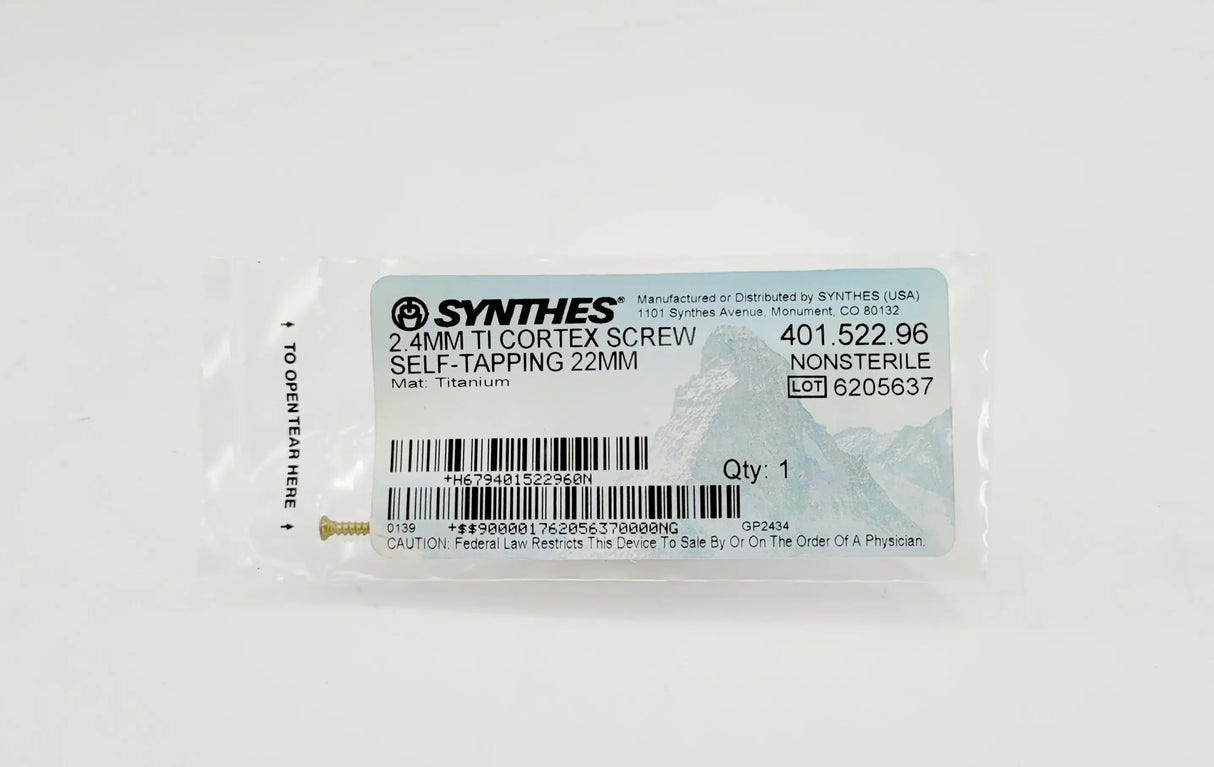 SYNTHES®
Manufactured or Distributed by SYNTHES (USA)
1101 Synthes Avenue, Monument, CO 80132
2.4MM TI CORTEX SCREW
SELF-TAPPING 22MM
Mat: Titanium
401.522.96
NONSTERILE
LOT 6205637
+H679401522960N
Qty: 1
0139
+$$900001762056370000NG
GP2434
CAUTION: Federal Law Restricts This Device To Sale By Or On The Order Of A Physician.
TO OPEN TEAR HERE